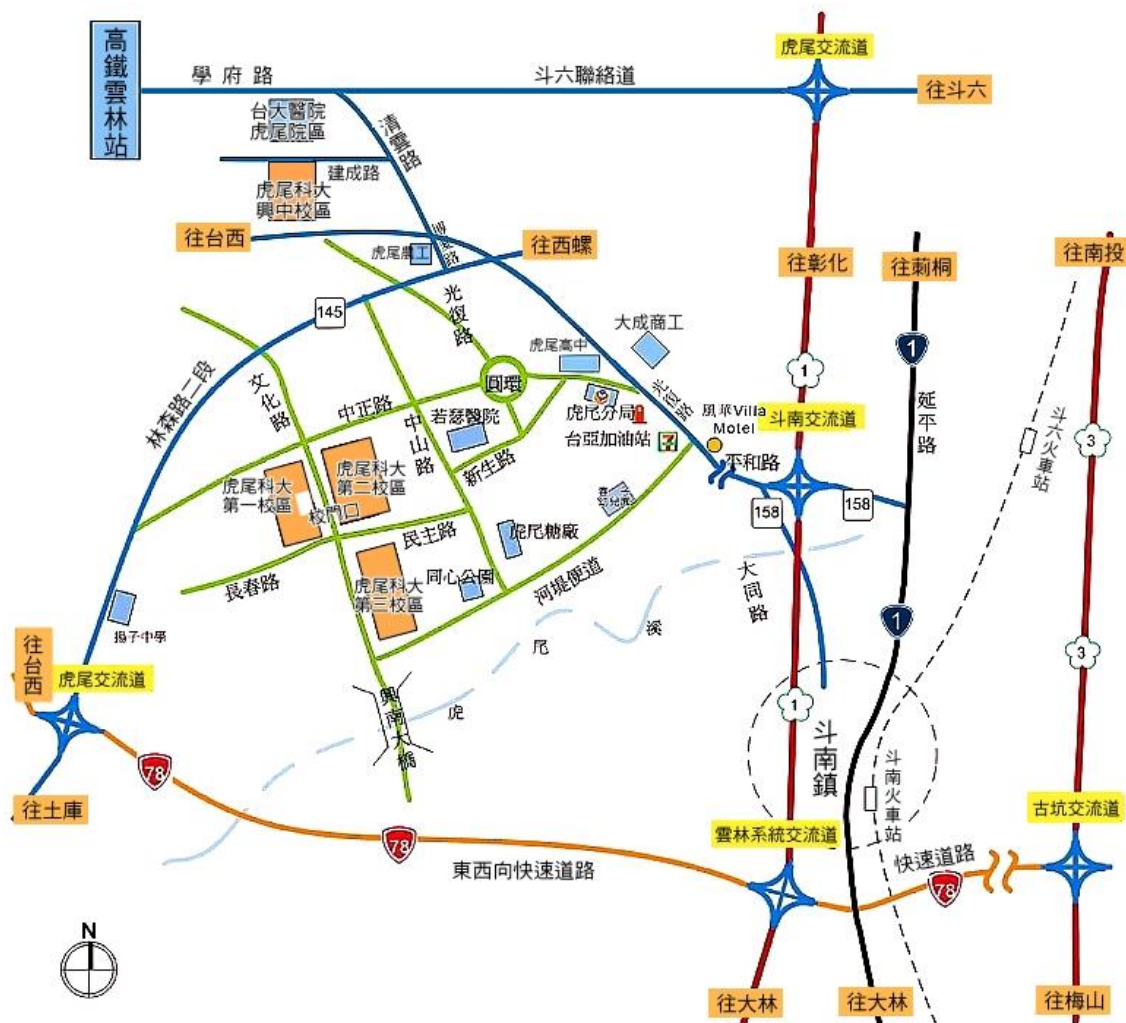 高鐵雲林站
學府路
斗六聯絡道
虎尾交流道
往斗六
台大醫院
虎尾院區
清雲路
建成路
虎尾科大
興中校區
往台西
虎尾農工
往西螺
往彰化
往莿桐
往南投
145
光復路
大成商工
1
虎尾高中
圓環
1
林森路二段
文化路
中正路
中山路
若瑟醫院
虎尾分局
台亞加油站
7
光復路
風華Villa
Motel
斗南交流道
延平路
斗六火車站
3
新生路
平和路
虎尾科大
第一校區
虎尾科大
第二校區
校門口
158
158
民主路
虎尾糖廠
長春路
虎尾科大
第三校區
同心公園
河堤便道
大同路
揚子中學
虎尾溪
1
3
往台西
虎尾交流道
興南大橋
1
斗南鎮
78
斗南火車站
往土庫
78
東西向快速道路
雲林系統交流道
快速道路
78
古坑交流道
N
往大林
往大林
往梅山